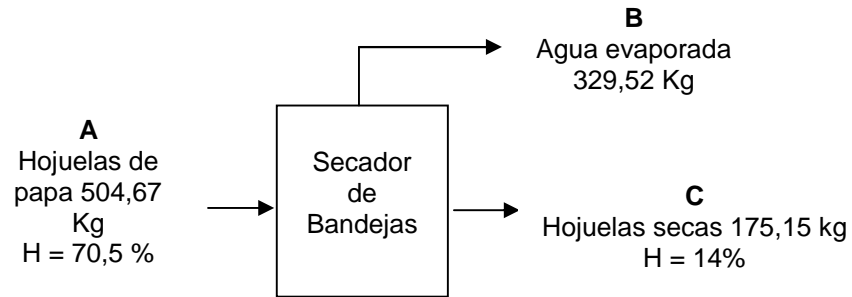 B
Agua evaporada
329,52 Kg
A
Hojuelas de
papa 504,67
Kg
H = 70,5 %
Secador
de
Bandejas
C
Hojuelas secas 175,15 kg
H = 14%